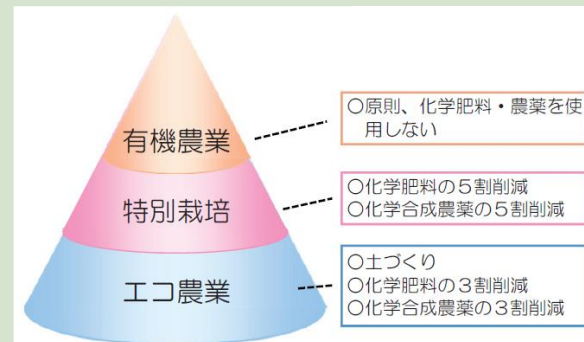 有機農業
○原則、化学肥料・農薬を使
用しない
特別栽培
○化学肥料の5割削減
○化学合成農薬の5割削減
エコ農業
○土づくり
○化学肥料の3割削減
○化学合成農薬の3割削減